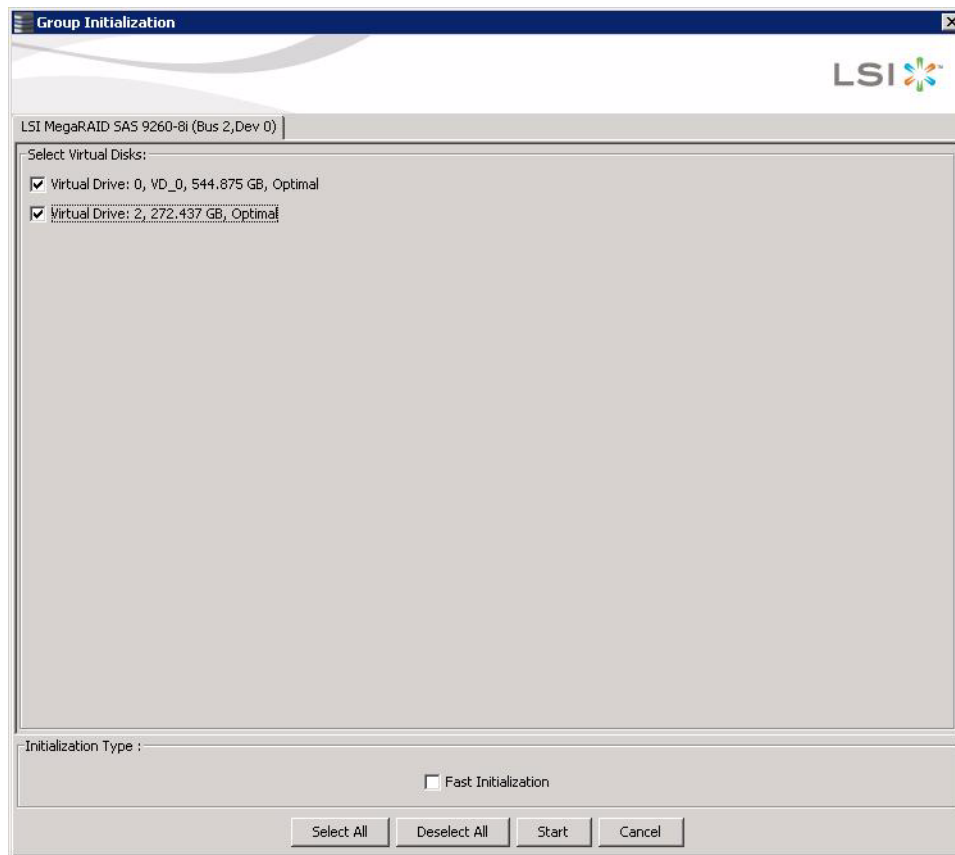 Group Initialization
LSI
LSI MegaRAID SAS 9260-8i (Bus 2,Dev 0)
Select Virtual Disks:
Virtual Drive: 0, VD_0, 544.875 GB, Optimal
Virtual Drive: 2, 272.437 GB, Optimal
Initialization Type :
Fast Initialization
Select All Deselect All Start Cancel